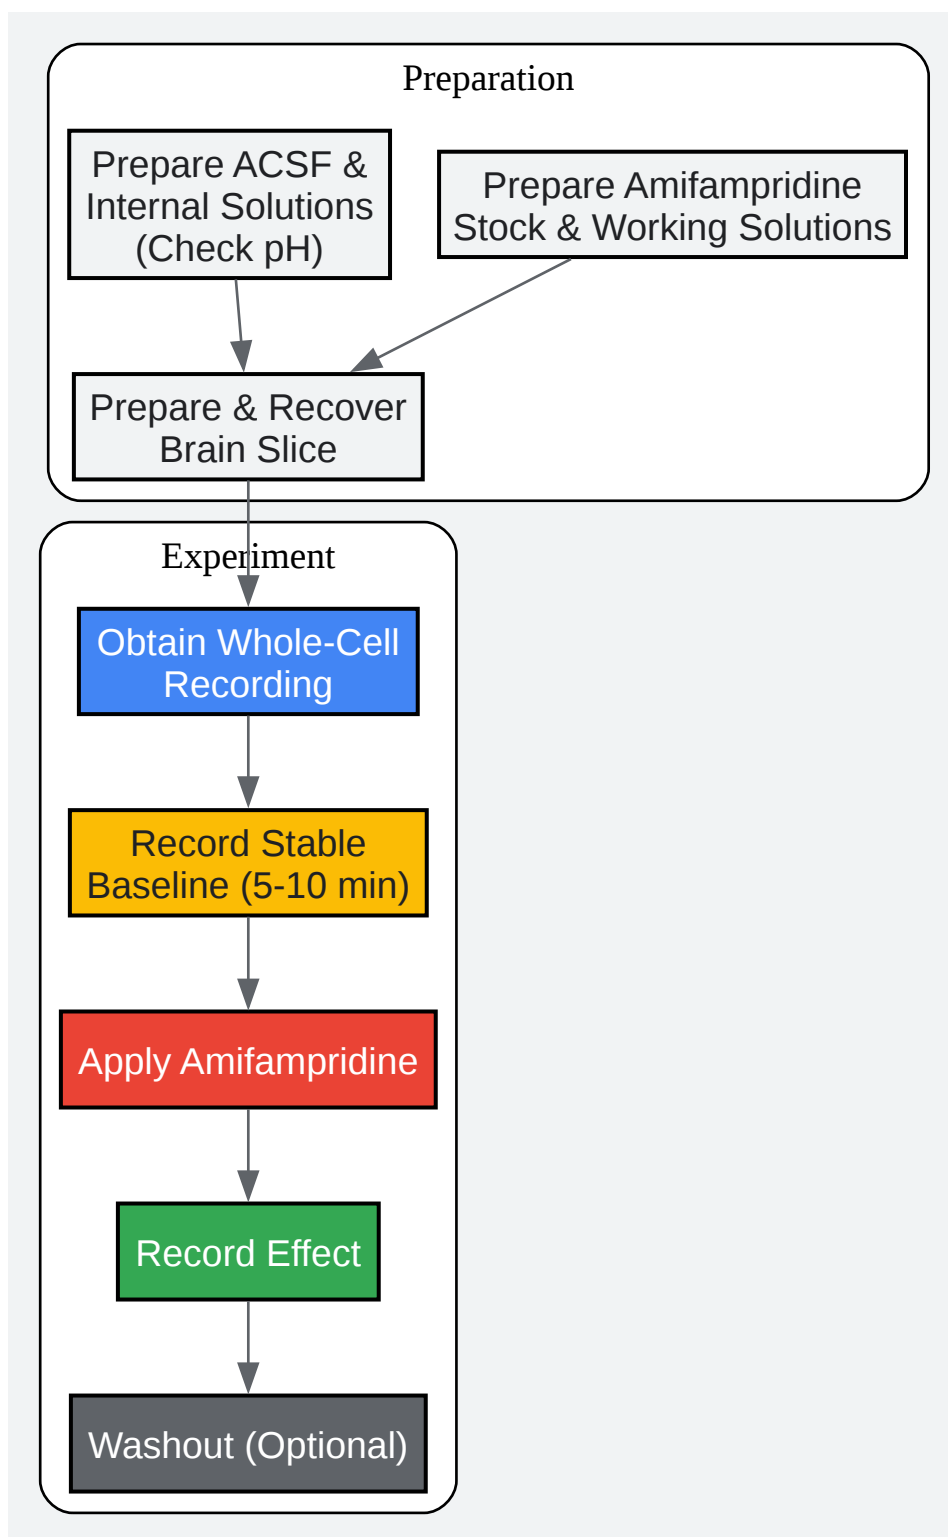 Preparation
Prepare ACSF &
Internal Solutions
(Check pH)
Prepare Amifampridine
Stock & Working Solutions
Prepare & Recover
Brain Slice
Experiment
Obtain Whole-Cell
Recording
Record Stable
Baseline (5-10 min)
Apply Amifampridine
Record Effect
Washout (Optional)